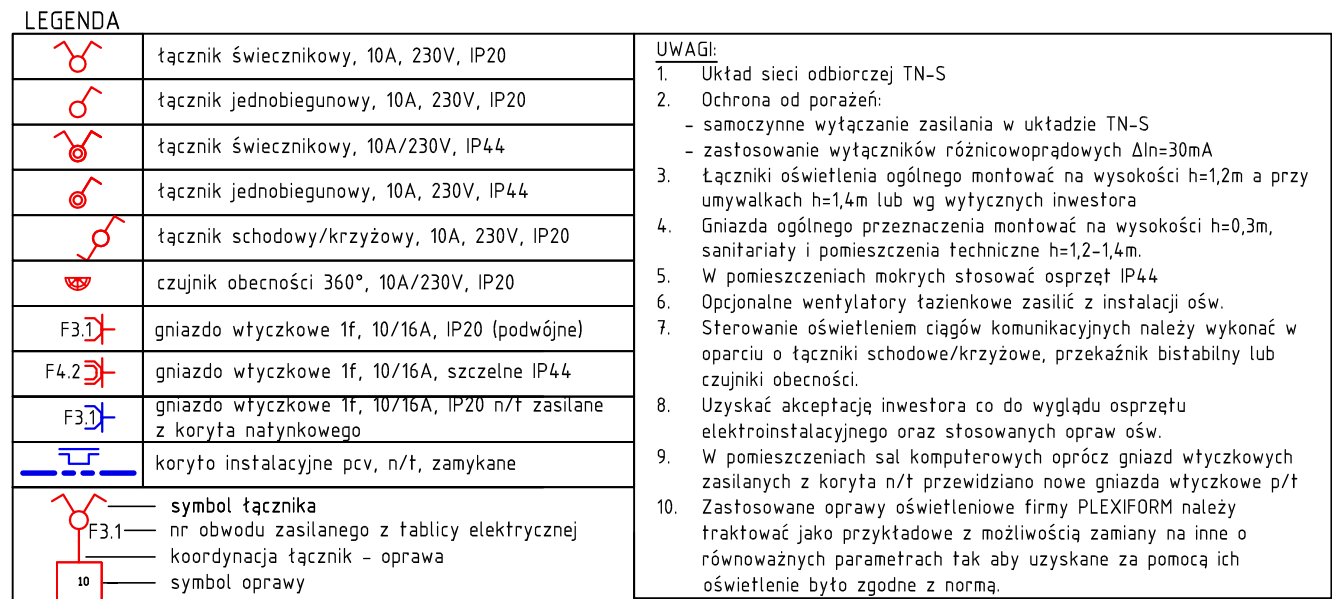 LEGENDA
łącznik świecznikowy, 10A, 230V, IP20
łącznik jednobiegunowy, 10A, 230V, IP20
łącznik świecznikowy, 10A/230V, IP44
łącznik jednobiegunowy, 10A, 230V, IP44
łącznik schodowy/krzyżowy, 10A, 230V, IP20
czujnik obecności 360°, 10A/230V, IP20
F3.1 gniazdo wtyczkowe 1f, 10/16A, IP20 (podwójne)
F4.2 gniazdo wtyczkowe 1f, 10/16A, szczelne IP44
F3.1 gniazdo wtyczkowe 1f, 10/16A, IP20 n/t zasilane
z koryta natynkowego
koryto instalacyjne pcv, n/t, zamykane
symbol łącznika
F3.1 nr obwodu zasilanego z tablicy elektrycznej
koordynacja łącznik - oprawa
10 symbol oprawy
UWAGI:
1. Układ sieci odbiorczej TN-S
2. Ochrona od porażeń:
- samoczynne wyłączanie zasilania w układzie TN-S
- zastosowanie wyłączników różnicowoprądowych ΔIn=30mA
3. Łączniki oświetlenia ogólnego montować na wysokości h=1,2m a przy
umywalkach h=1,4m lub wg wytycznych inwestora
4. Gniazda ogólnego przeznaczenia montować na wysokości h=0,3m,
sanitariaty i pomieszczenia techniczne h=1,2-1,4m.
5. W pomieszczeniach mokrych stosować osprzęt IP44
6. Opcjonalne wentylatory łazienkowe zasilić z instalacji ośw.
7. Sterowanie oświetleniem ciągów komunikacyjnych należy wykonać w
oparciu o łączniki schodowe/krzyżowe, przekaźnik bistabilny lub
czujniki obecności.
8. Uzyskać akceptację inwestora co do wyglądu osprzętu
elektroinstalacyjnego oraz stosowanych opraw ośw.
9. W pomieszczeniach sal komputerowych oprócz gniazd wtyczkowych
zasilanych z koryta n/t przewidziano nowe gniazda wtyczkowe p/t
10. Zastosowane oprawy oświetleniowe firmy PLEXIFORM należy
traktować jako przykładowe z możliwością zamiany na inne o
równoważnych parametrach tak aby uzyskane za pomocą ich
oświetlenie było zgodne z normą.